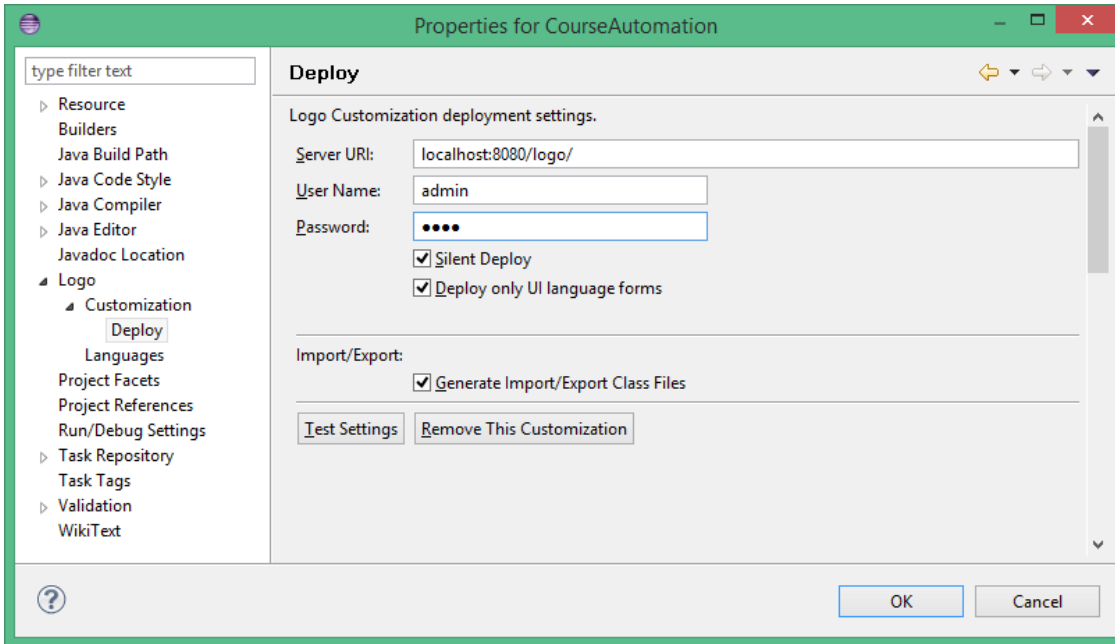 Properties for CourseAutomation
type filter text
Resource
Builders
Java Build Path
Java Code Style
Java Compiler
Java Editor
Javadoc Location
Logo
Customization
Deploy
Languages
Project Facets
Project References
Run/Debug Settings
Task Repository
Task Tags
Validation
WikiText
Deploy
Logo Customization deployment settings.
Server URI: localhost:8080/logo/
User Name: admin
Password: ●●●●
Silent Deploy
Deploy only UI language forms
Import/Export:
Generate Import/Export Class Files
Test Settings Remove This Customization
OK Cancel